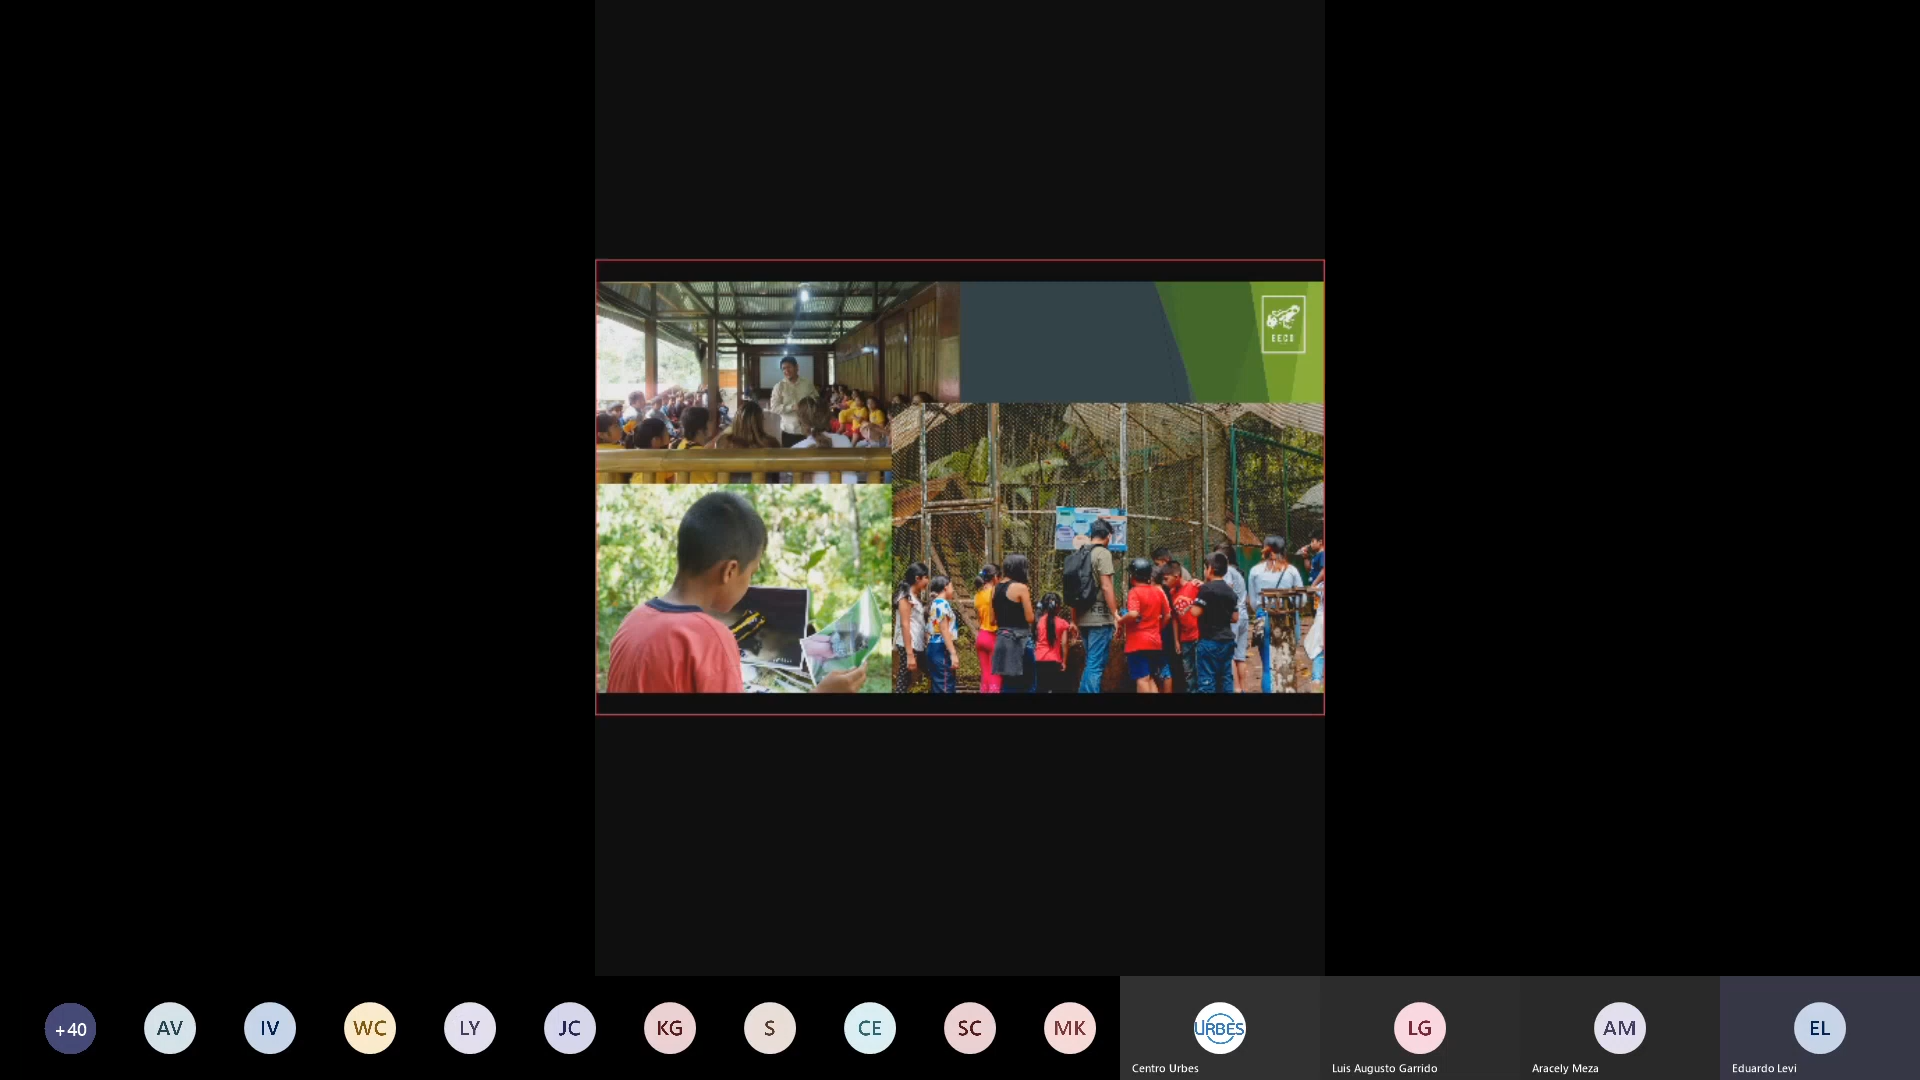 EECO
+40
AV
IV
WC
LY
JC
KG
S
CE
SC
MK
URBES
LG
AM
EL
Centro Urbes
Luis Augusto Garrido
Aracely Meza
Eduardo Levi